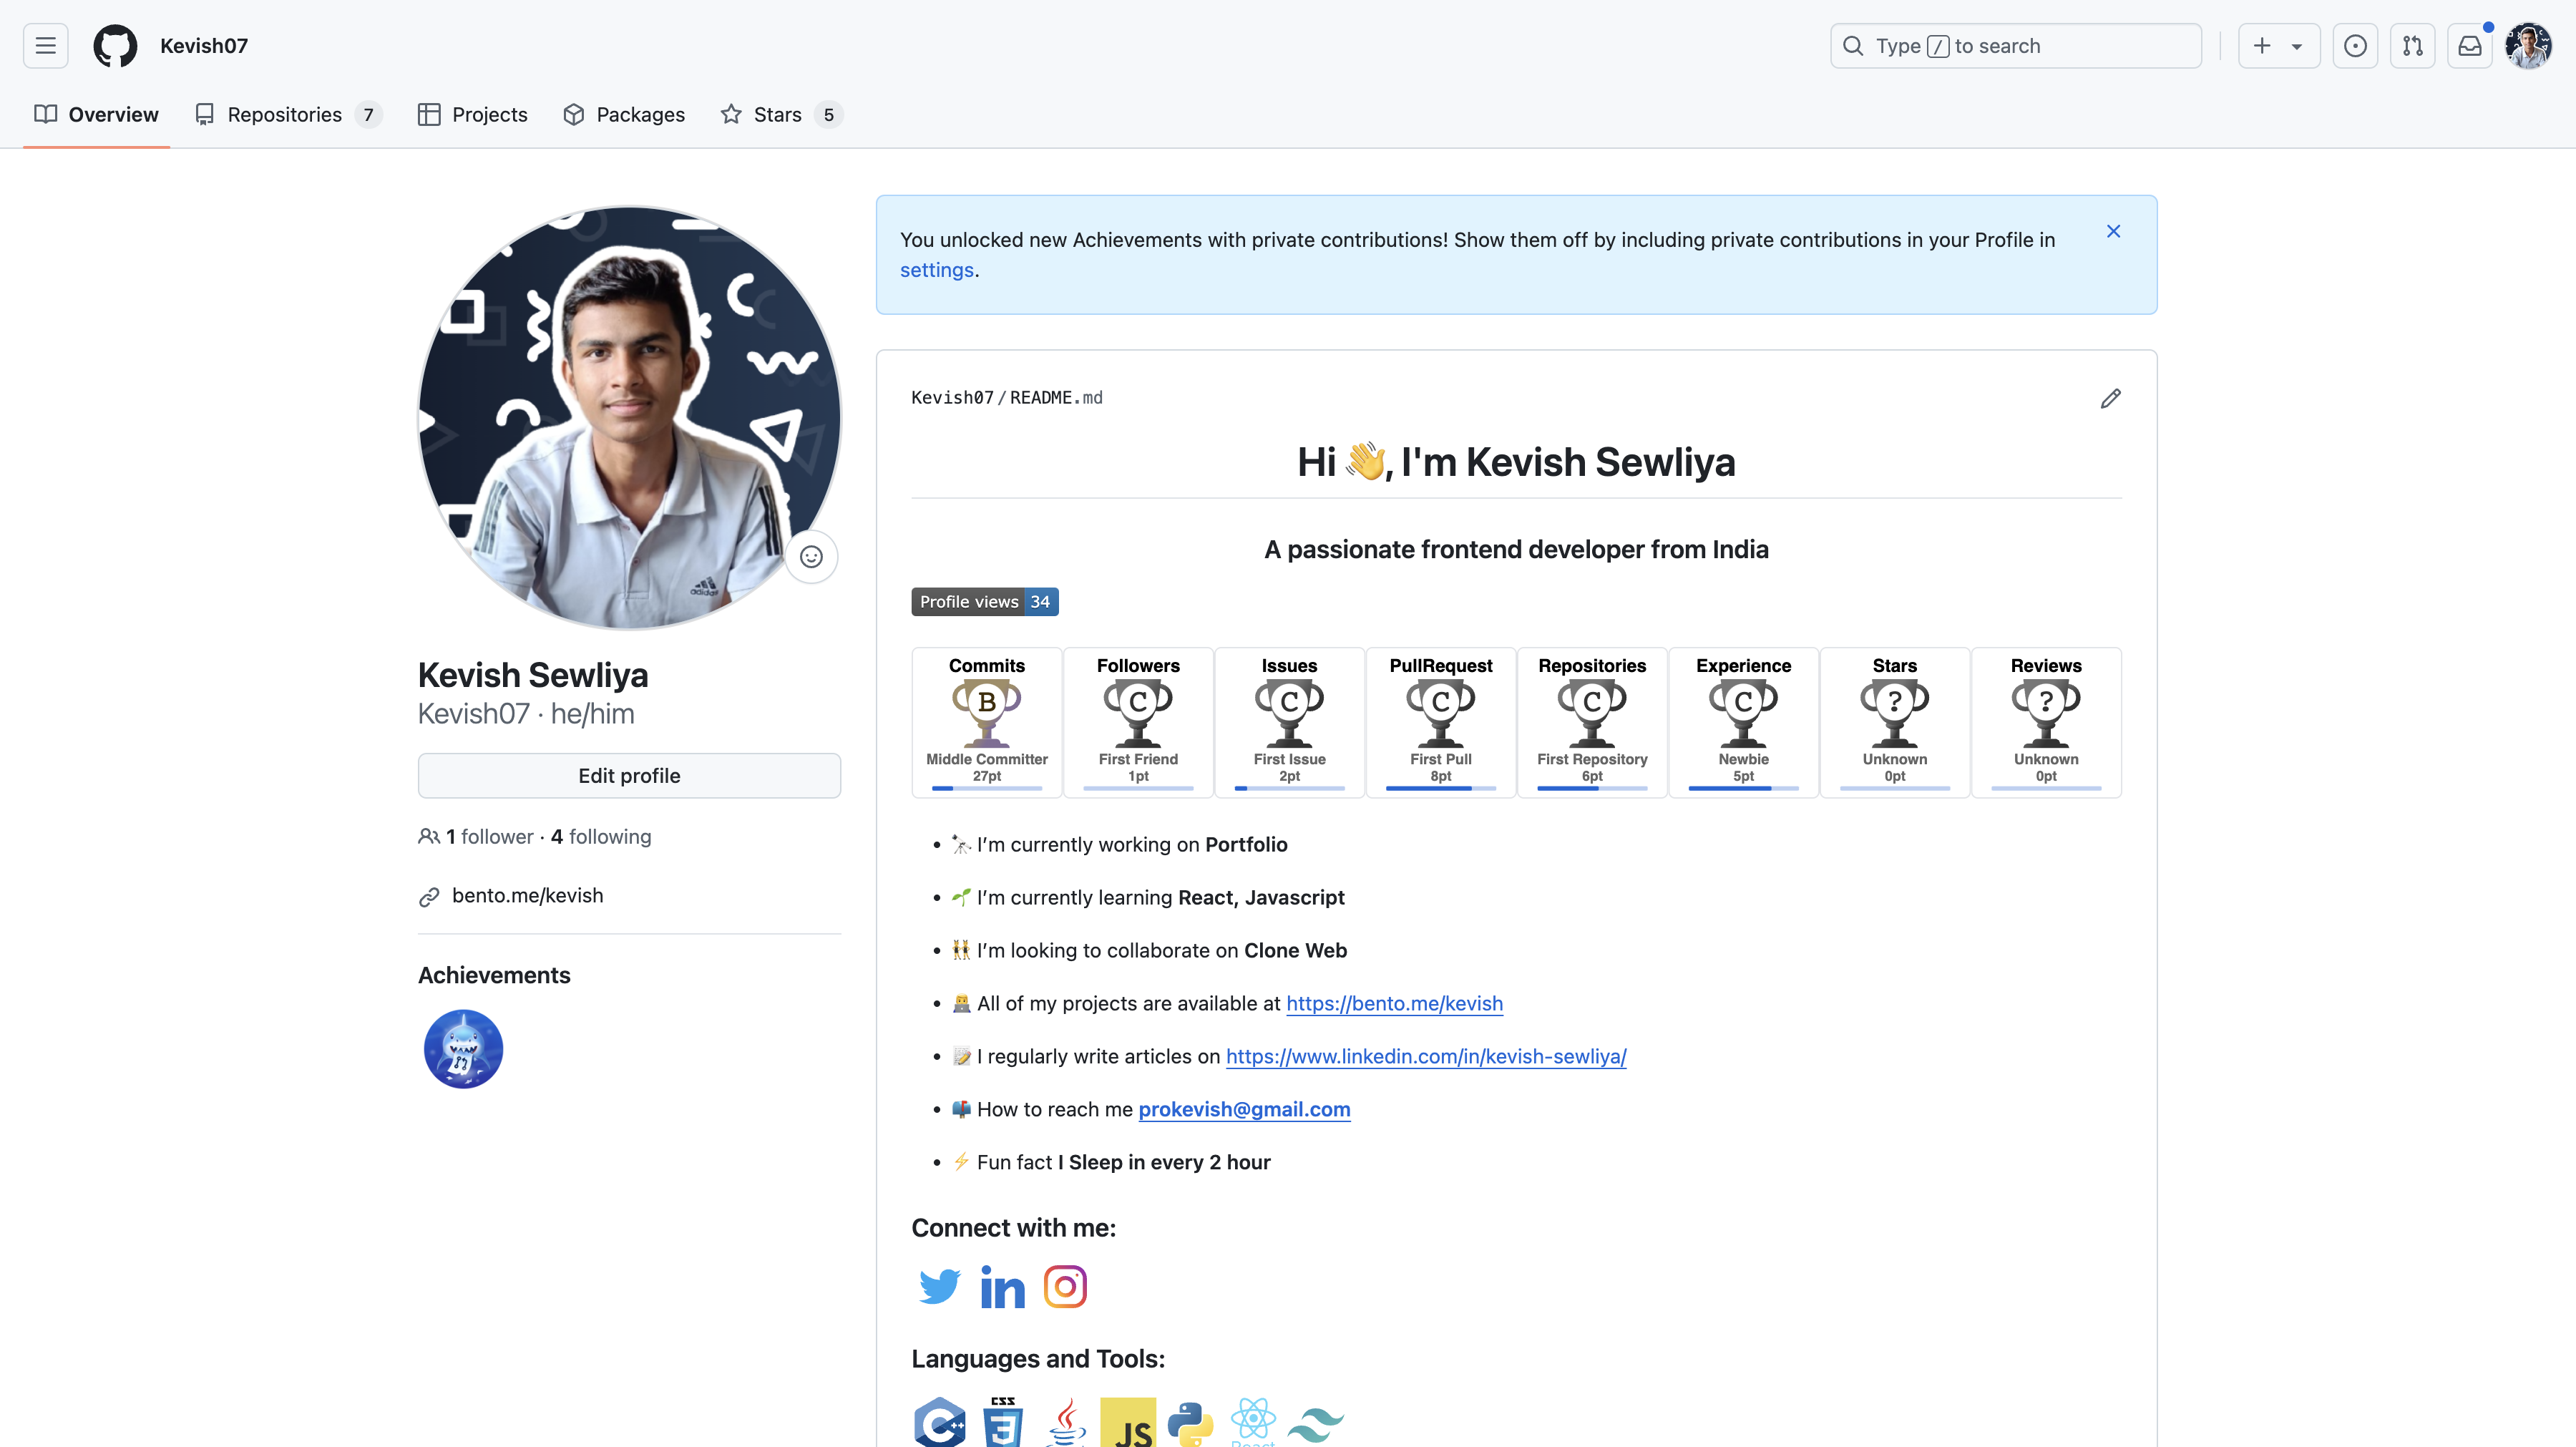 Kevish07
Type / to search
Overview
Repositories 7
Projects
Packages
Stars 5
You unlocked new Achievements with private contributions! Show them off by including private contributions in your Profile in
settings.
adidas
Kevish Sewliya
Kevish07 · he/him
Edit profile
1 follower · 4 following
bento.me/kevish
Achievements
Kevish07/README.md
Hi 👋, I'm Kevish Sewliya
A passionate frontend developer from India
Profile views 34
Commits
B
Middle Committer
27pt
Followers
C
First Friend
1pt
Issues
C
First Issue
2pt
PullRequest
C
First Pull
8pt
Repositories
C
First Repository
6pt
Experience
C
Newbie
5pt
Stars
?
Unknown
0pt
Reviews
?
Unknown
0pt
• 🔭 I’m currently working on Portfolio
• 🌱 I’m currently learning React, Javascript
• 👯 I’m looking to collaborate on Clone Web
• 👨‍💻 All of my projects are available at https://bento.me/kevish
• 📝 I regularly write articles on https://www.linkedin.com/in/kevish-sewliya/
• 📫 How to reach me prokevish@gmail.com
• ⚡ Fun fact I Sleep in every 2 hour
Connect with me:
in
Languages and Tools:
C++
CSS
3
JS
React